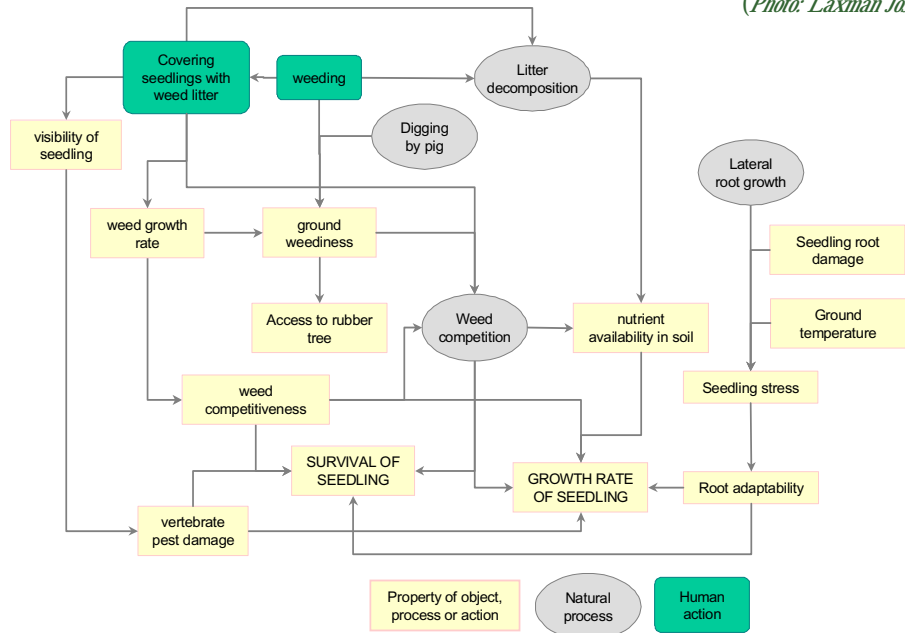 (Photo: Laxman Jos
Covering
seedlings with
weed litter
weeding
Litter
decomposition
visibility of
seedling
Digging
by pig
Lateral
root growth
weed growth
rate
ground
weediness
Seedling root
damage
Access to rubber
tree
Weed
competition
nutrient
availability in soil
Ground
temperature
weed
competitiveness
Seedling stress
SURVIVAL OF
SEEDLING
GROWTH RATE
OF SEEDLING
Root adaptability
vertebrate
pest damage
Property of object,
process or action
Natural
process
Human
action